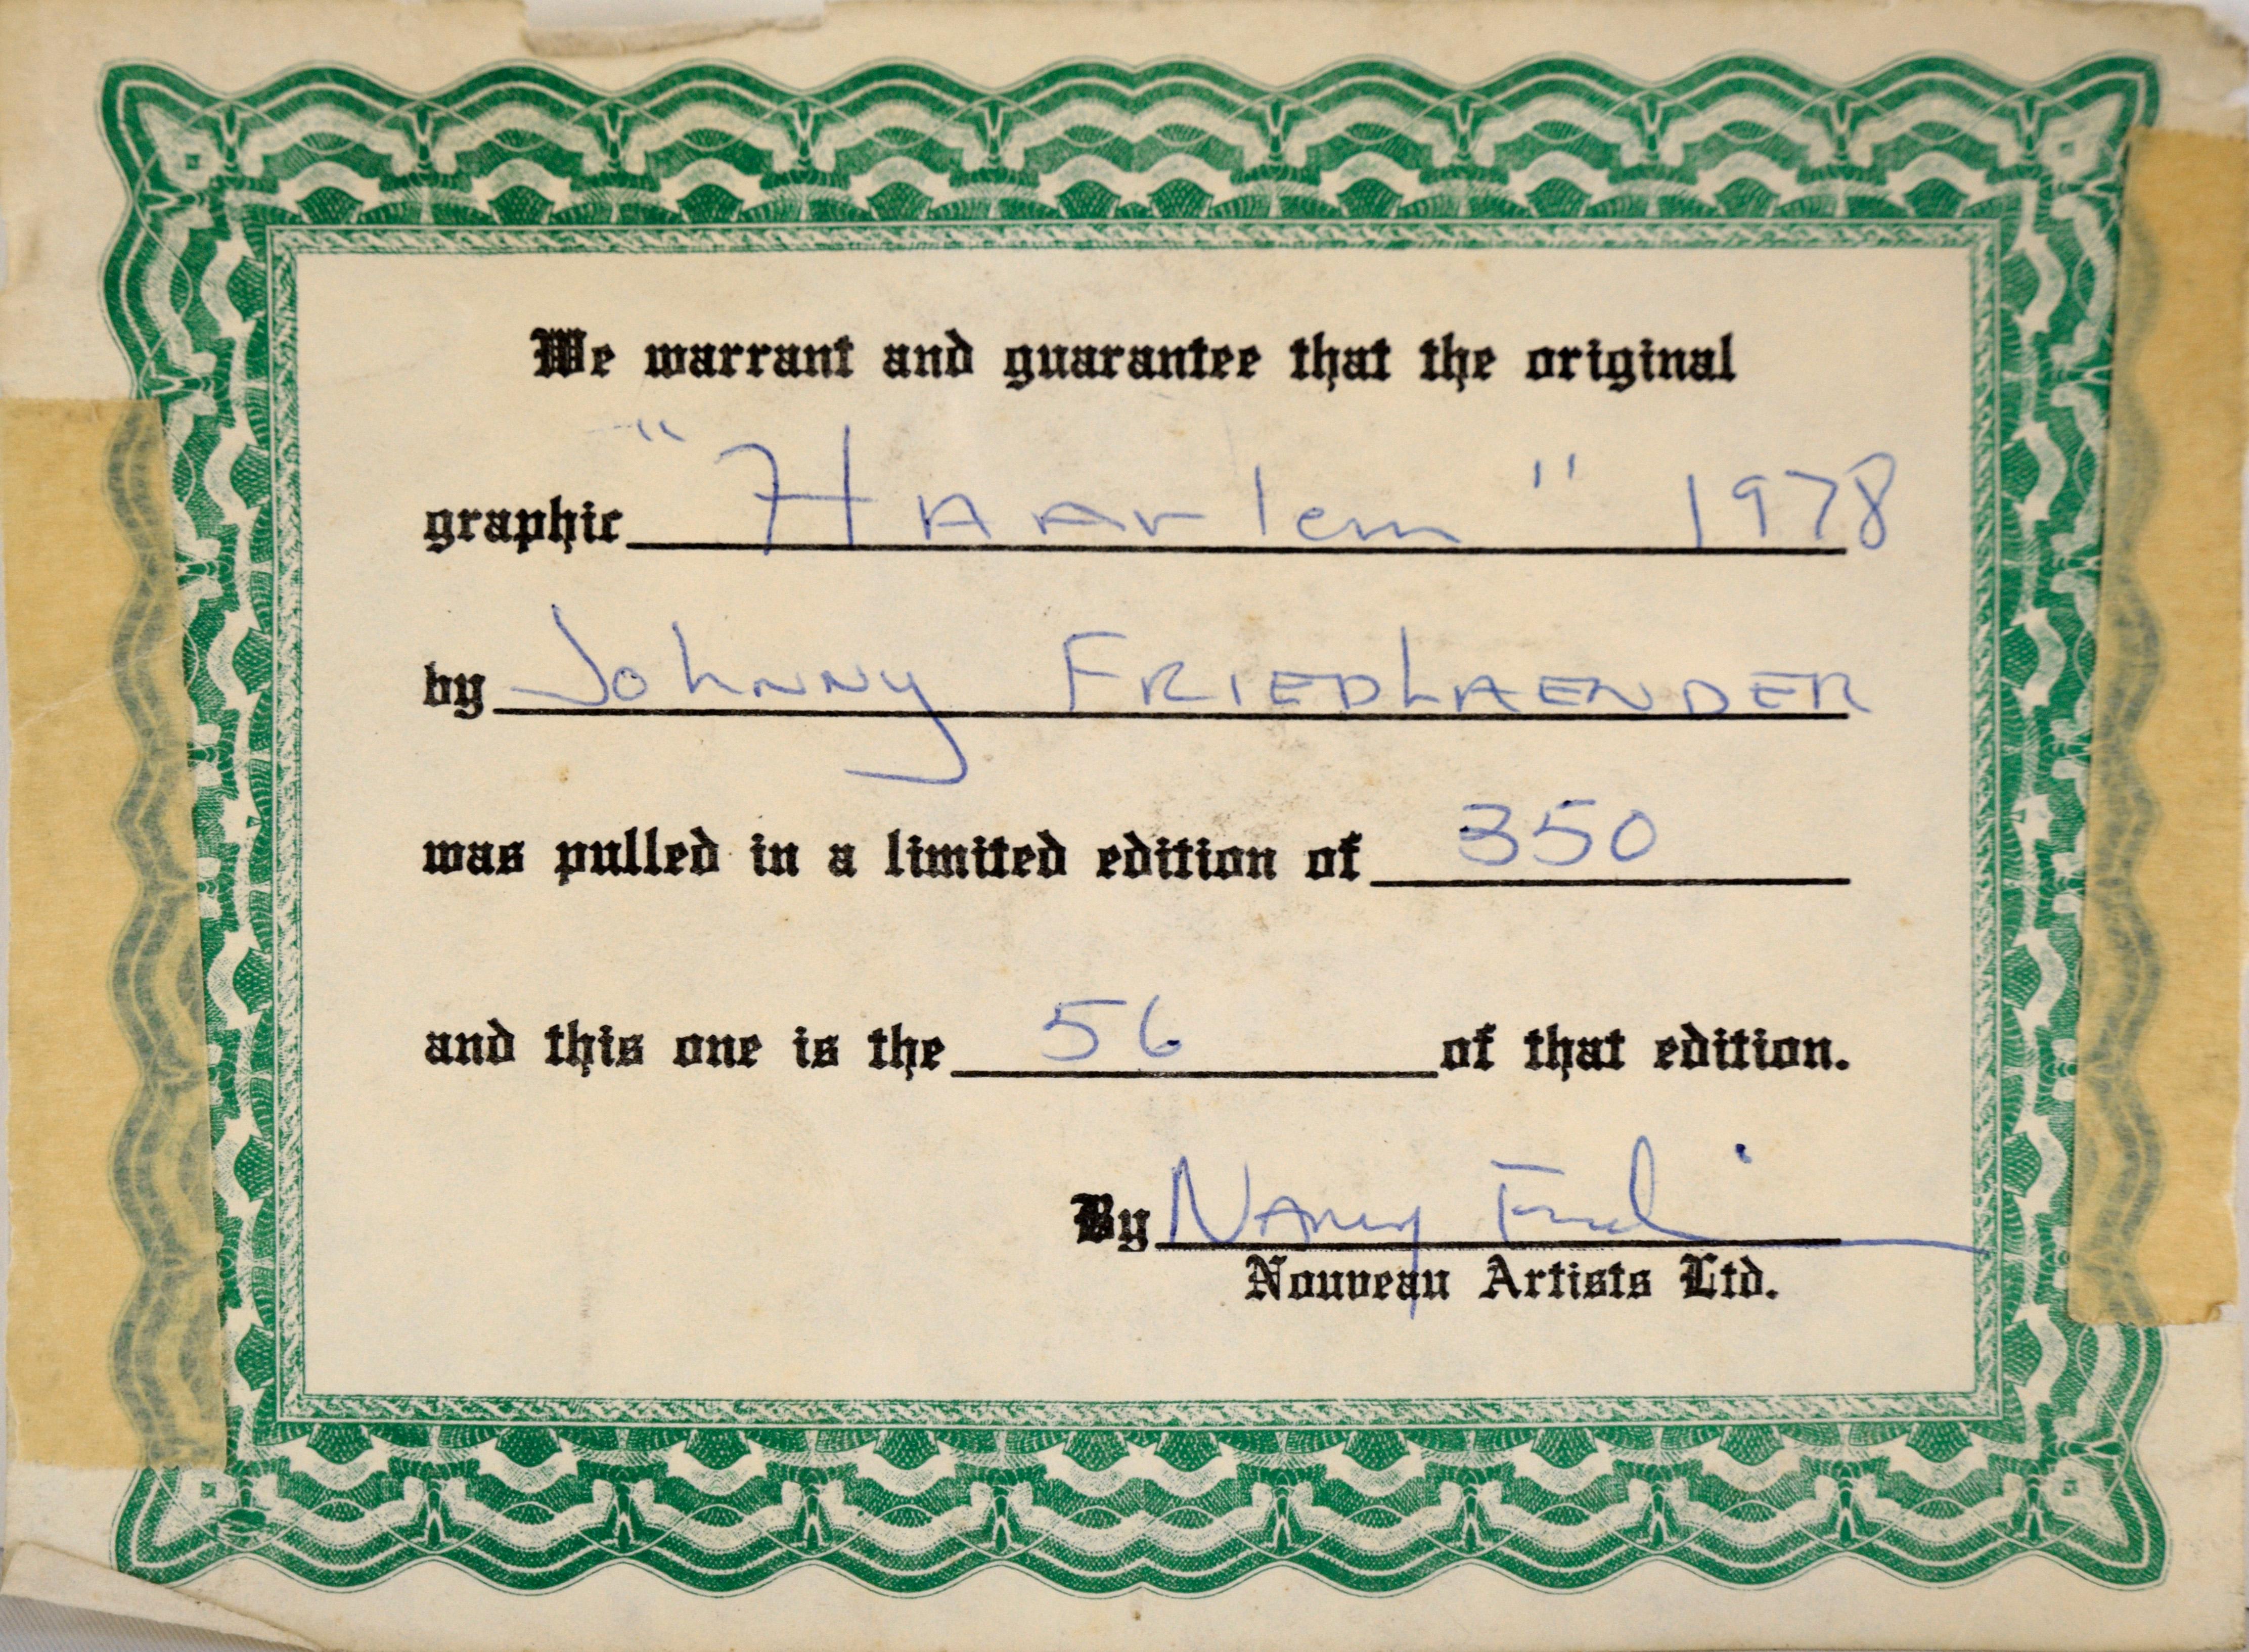 We warrant and guarantee that the original
graphic "Haarlem" 1978
by Johnny FRIEDLAENDER
was pulled in a limited edition of 350
and this one is the 56 of that edition.
By Nancy
Nouveau Artists Ltd.